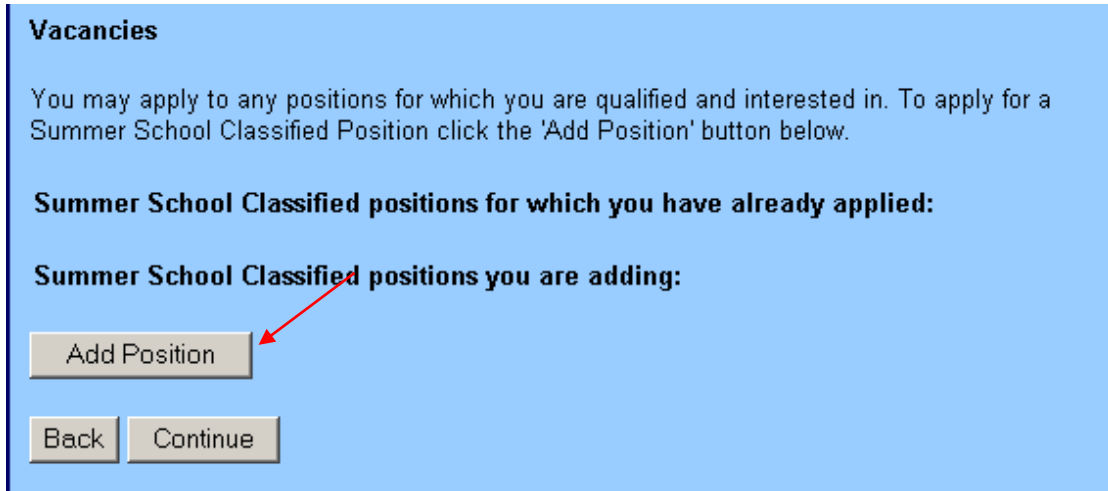 Vacancies
You may apply to any positions for which you are qualified and interested in. To apply for a
Summer School Classified Position click the 'Add Position' button below.
Summer School Classified positions for which you have already applied:
Summer School Classified positions you are adding:
Add Position
Back Continue